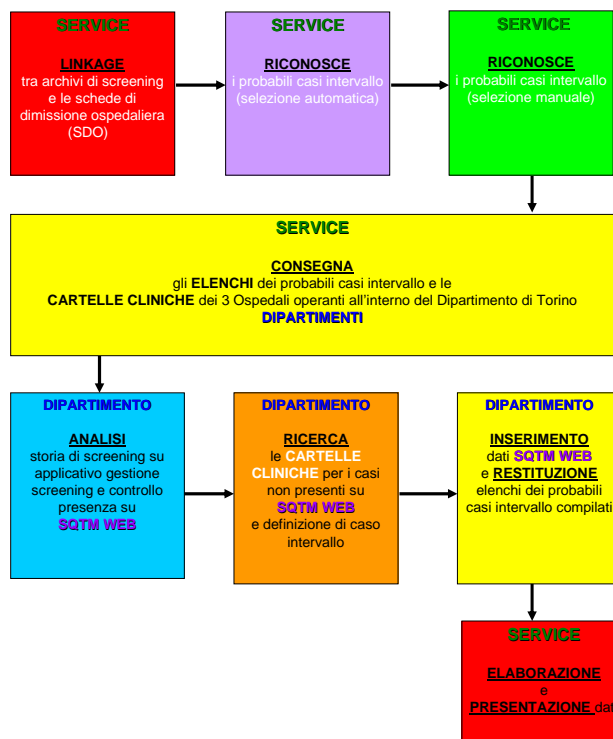 SERVICE
LINKAGE
tra archivi di screening
e le schede di
dimissione ospedaliera
(SDO)
SERVICE
RICONOSCE
i probabili casi intervallo
(selezione automatica)
SERVICE
RICONOSCE
i probabili casi intervallo
(selezione manuale)
SERVICE
CONSEGNA
gli ELENCHI dei probabili casi intervallo e le
CARTELLE CLINICHE dei 3 Ospedali operanti all'interno del Dipartimento di Torino
DIPARTIMENTI
DIPARTIMENTO
ANALISI
storia di screening su
applicativo gestione
screening e controllo
presenza su
SQTM WEB
DIPARTIMENTO
RICERCA
le CARTELLE
CLINICHE per i casi
non presenti su
SQTM WEB
e definizione di caso
intervallo
DIPARTIMENTO
INSERIMENTO
dati SQTM WEB
e RESTITUZIONE
elenchi dei probabili
casi intervallo compilati
SERVICE
ELABORAZIONE
e
PRESENTAZIONE dat